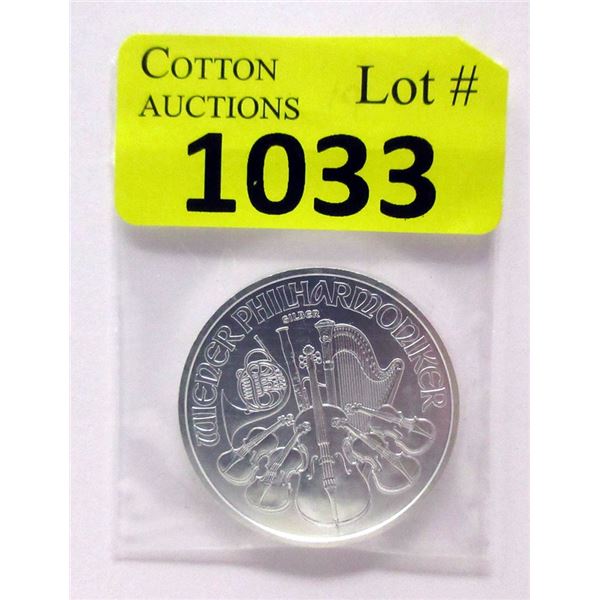 COTTON
AUCTIONS
Lot #
1033
WIENER PHILHARMONIKER
SILBER